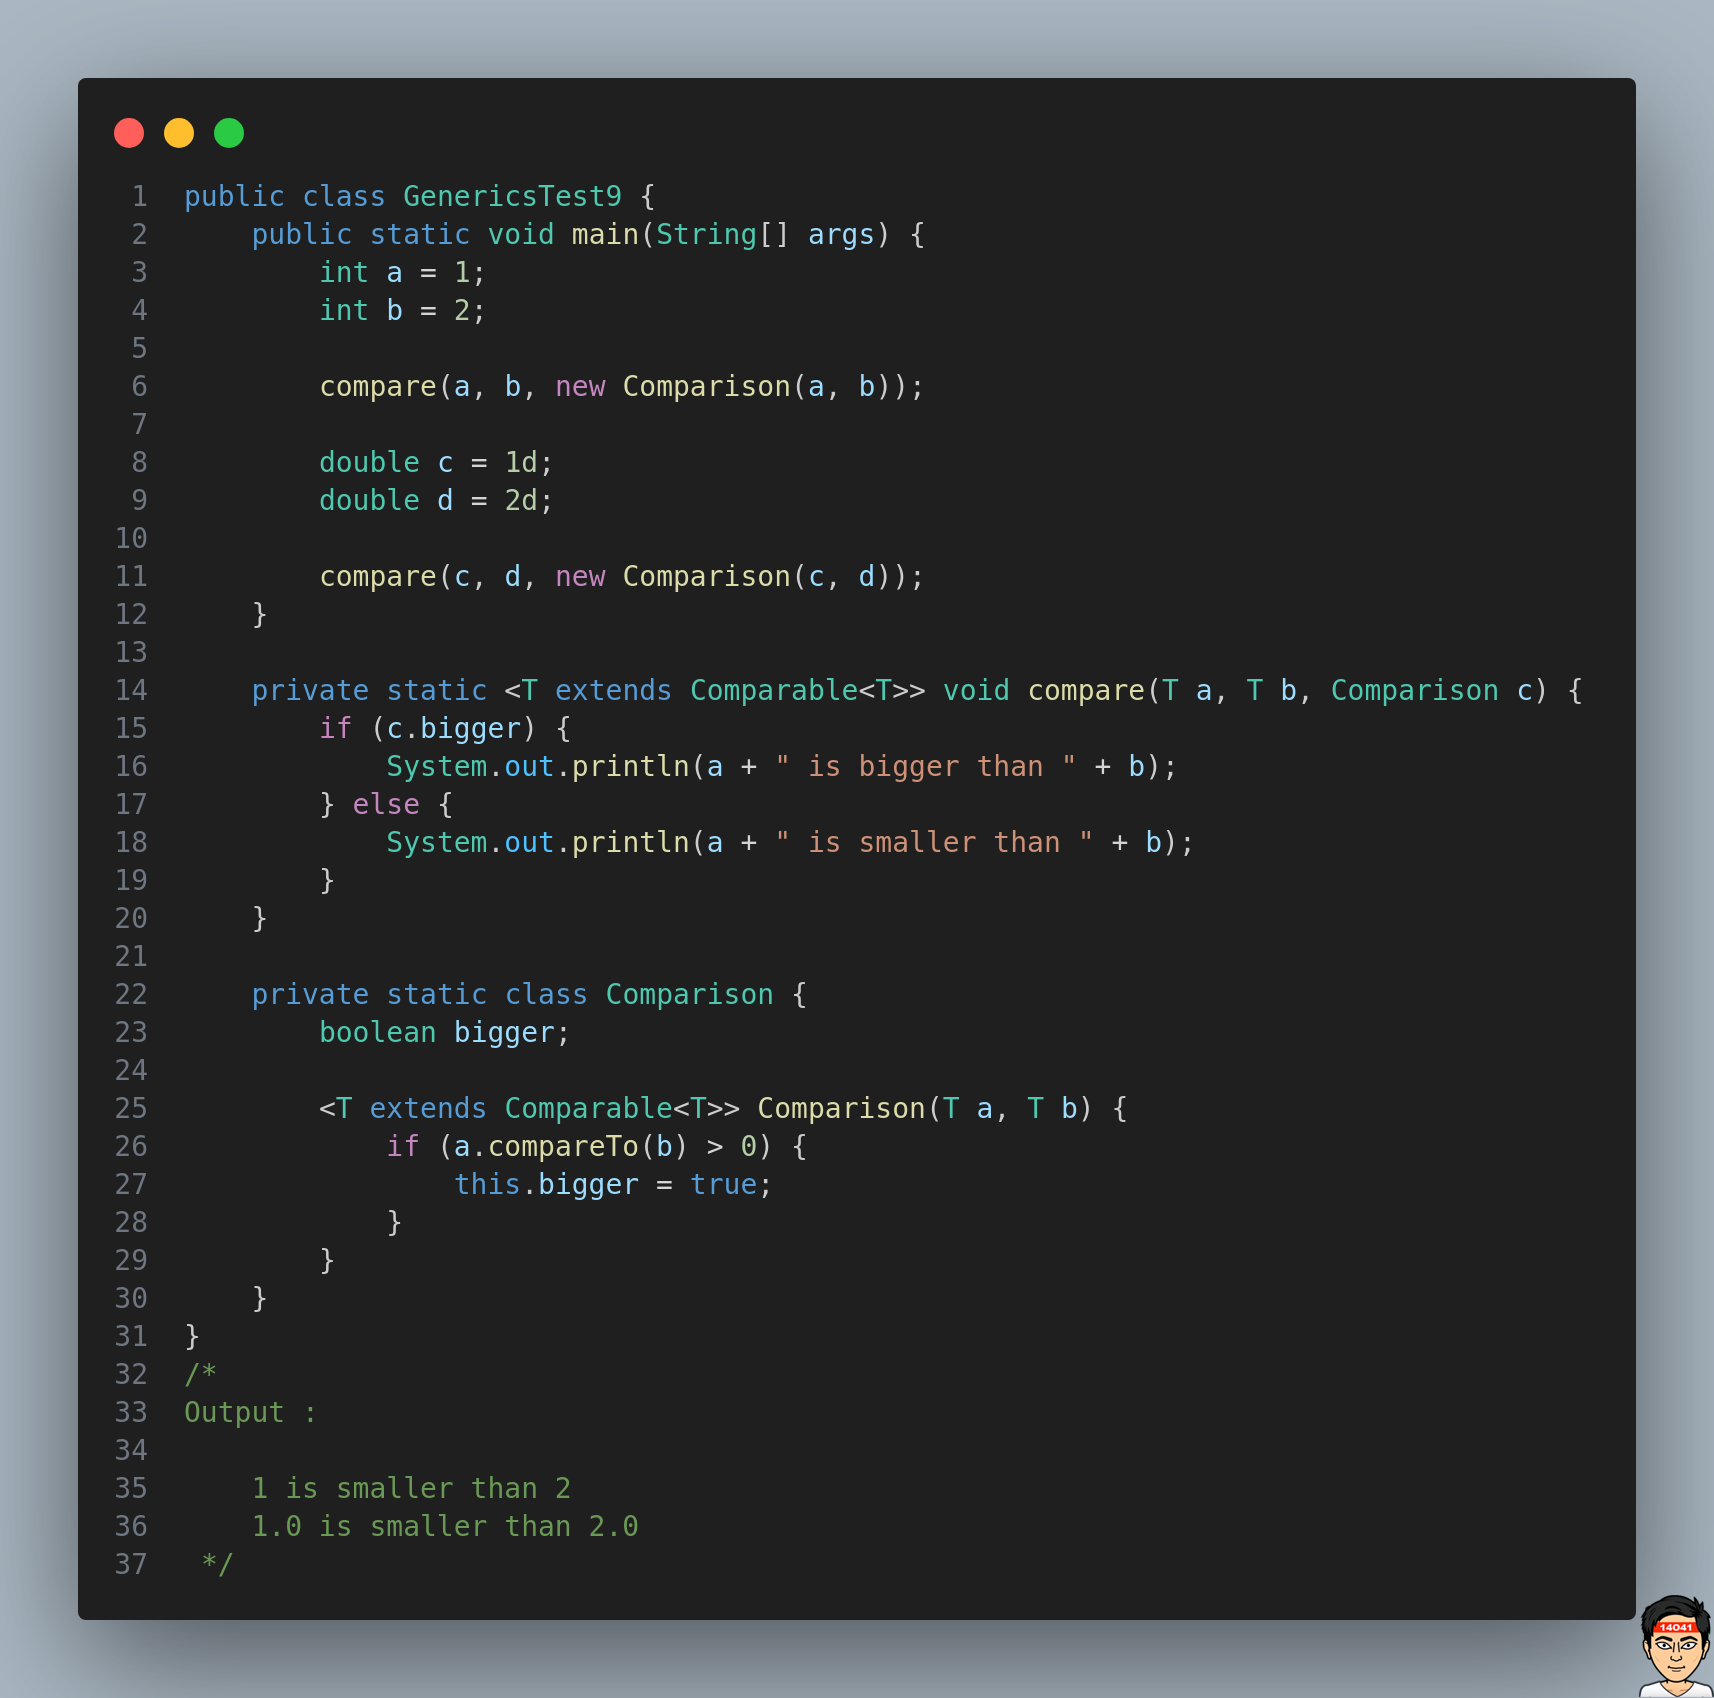 1 public class GenericsTest9 {
2     public static void main(String[] args) {
3         int a = 1;
4         int b = 2;
5
6         compare(a, b, new Comparison(a, b));
7
8         double c = 1d;
9         double d = 2d;
10
11         compare(c, d, new Comparison(c, d));
12     }
13
14     private static <T extends Comparable<T>> void compare(T a, T b, Comparison c) {
15         if (c.bigger) {
16             System.out.println(a + " is bigger than " + b);
17         } else {
18             System.out.println(a + " is smaller than " + b);
19         }
20     }
21
22     private static class Comparison {
23         boolean bigger;
24
25         <T extends Comparable<T>> Comparison(T a, T b) {
26             if (a.compareTo(b) > 0) {
27                 this.bigger = true;
28             }
29         }
30     }
31 }
32 /*
33 Output :
34
35     1 is smaller than 2
36     1.0 is smaller than 2.0
37  */
14041